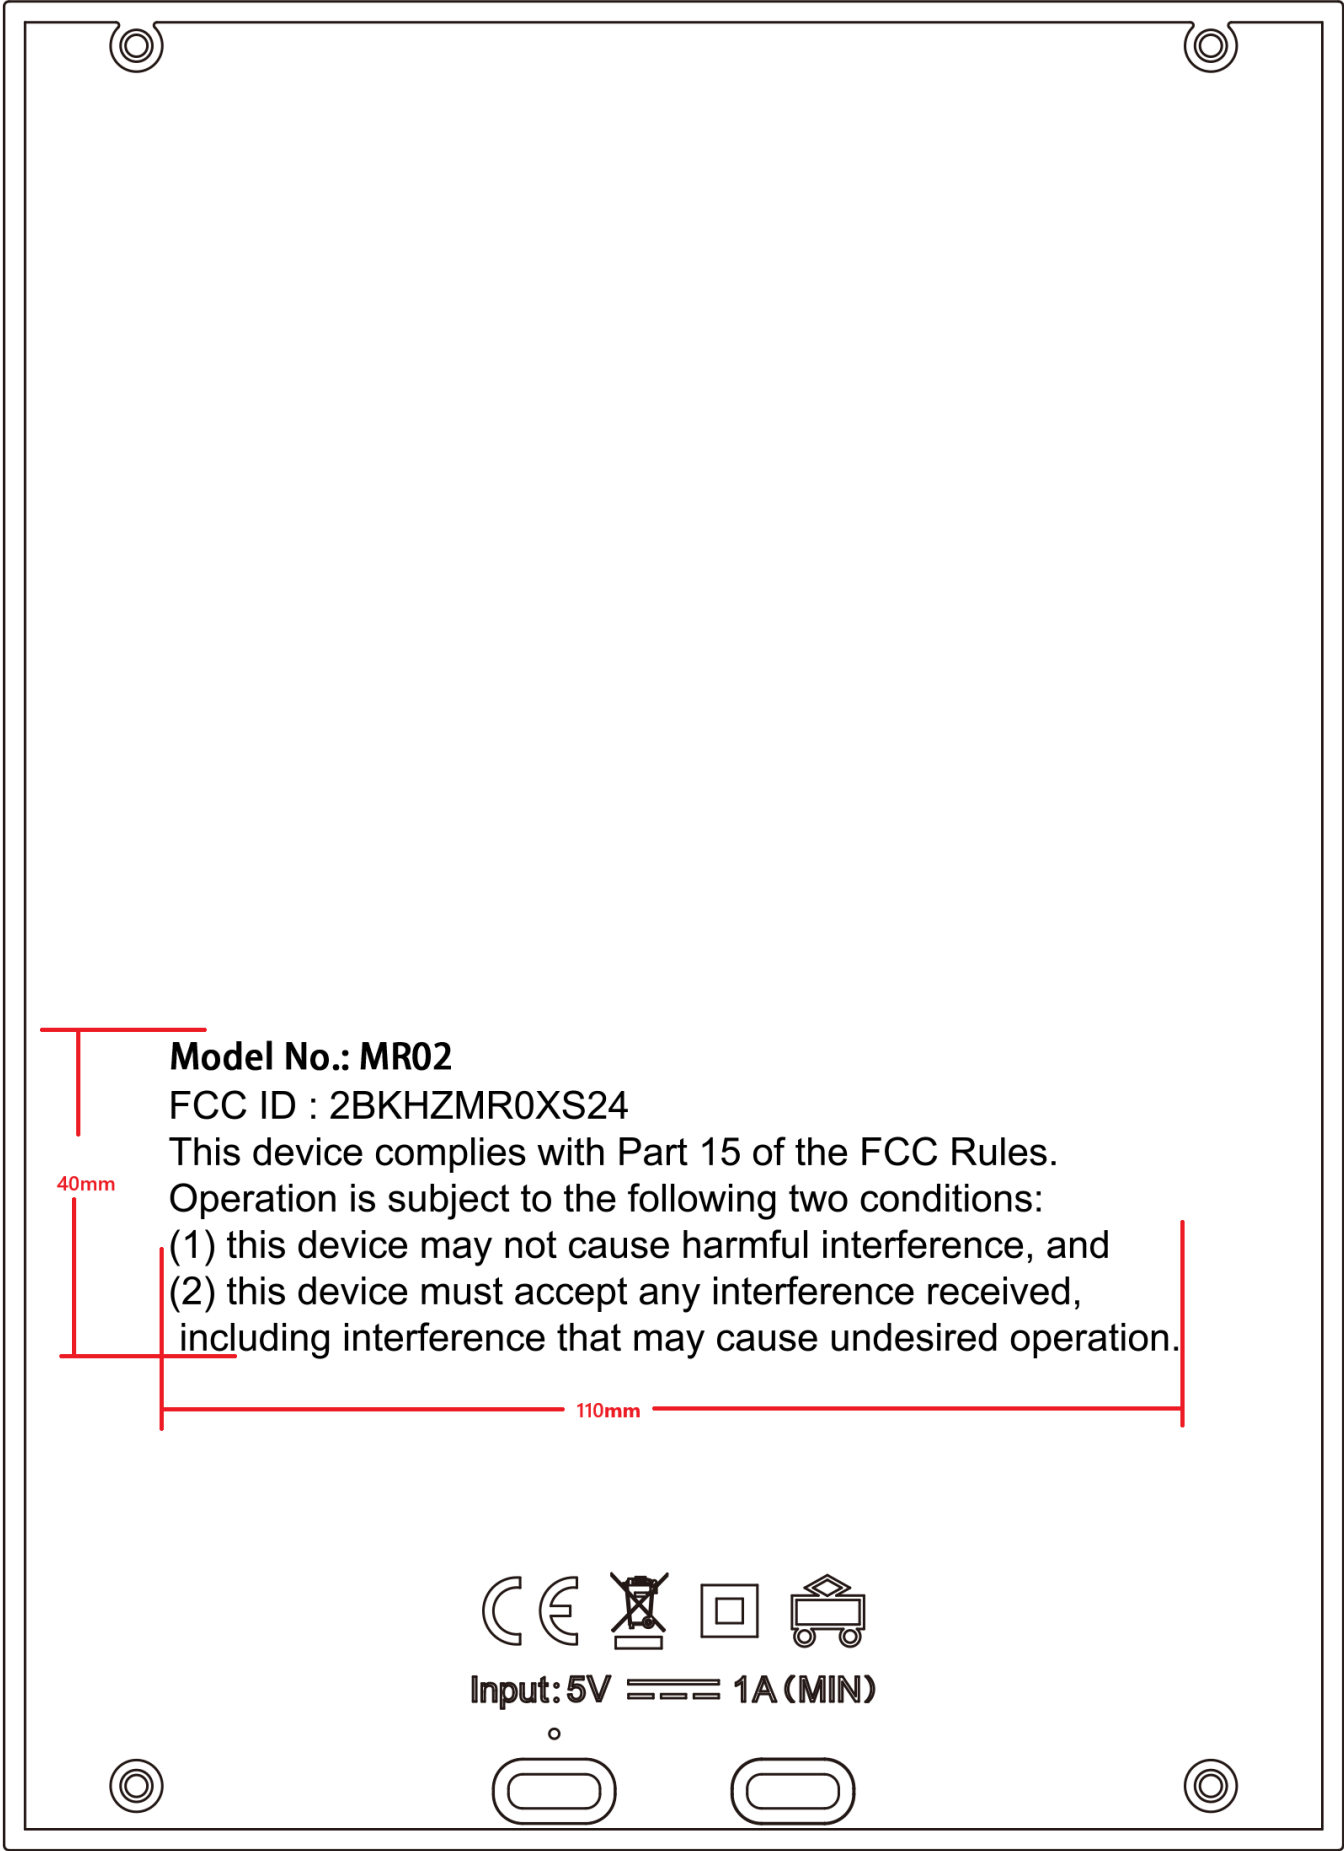 Model No.: MR02
FCC ID : 2BKHZMR0XS24
This device complies with Part 15 of the FCC Rules.
40mm
Operation is subject to the following two conditions:
(1) this device may not cause harmful interference, and
(2) this device must accept any interference received,
including interference that may cause undesired operation.
110mm
CE
Input: 5V 1A (MIN)